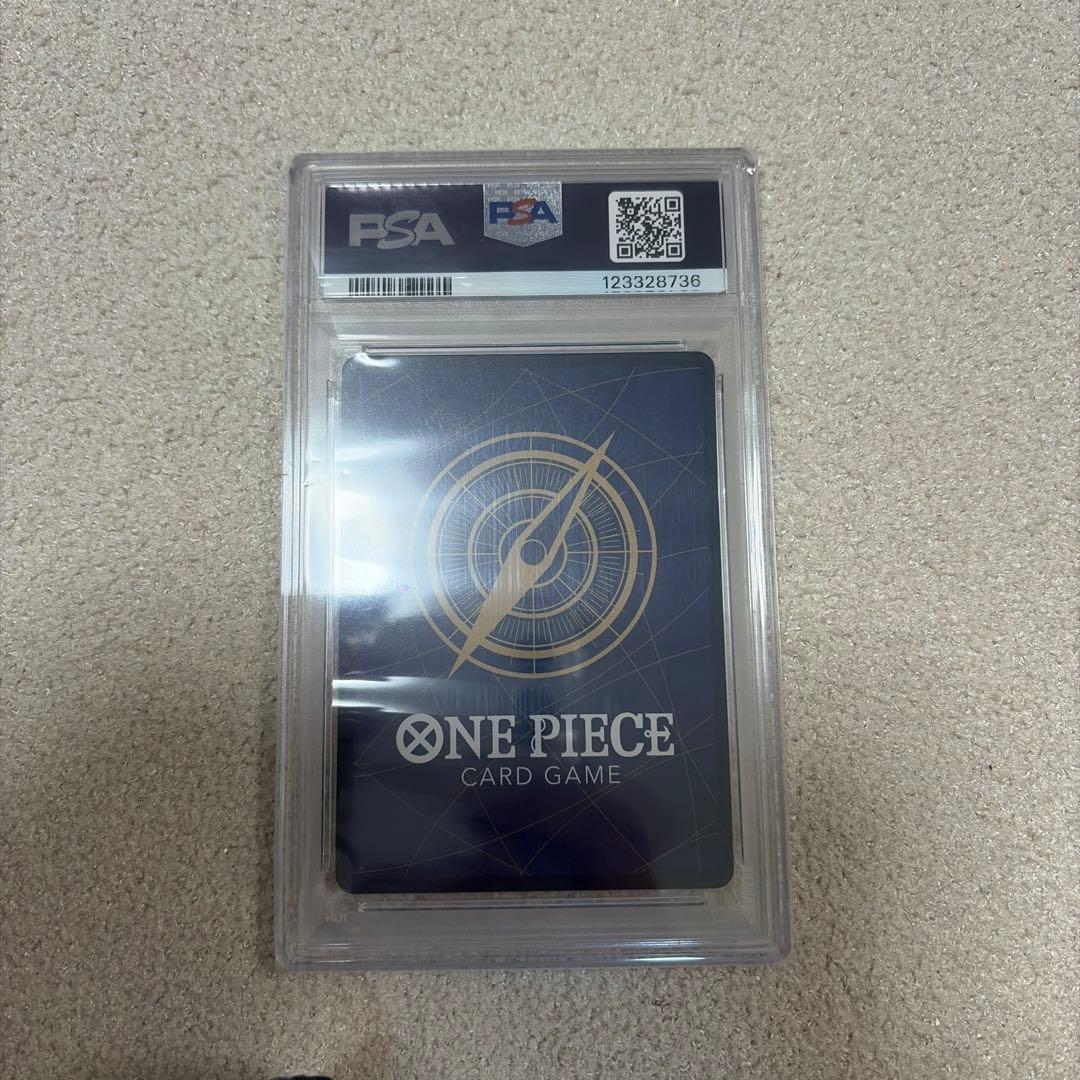 PSA
PSA
123328736
ONE PIECE
CARD GAME